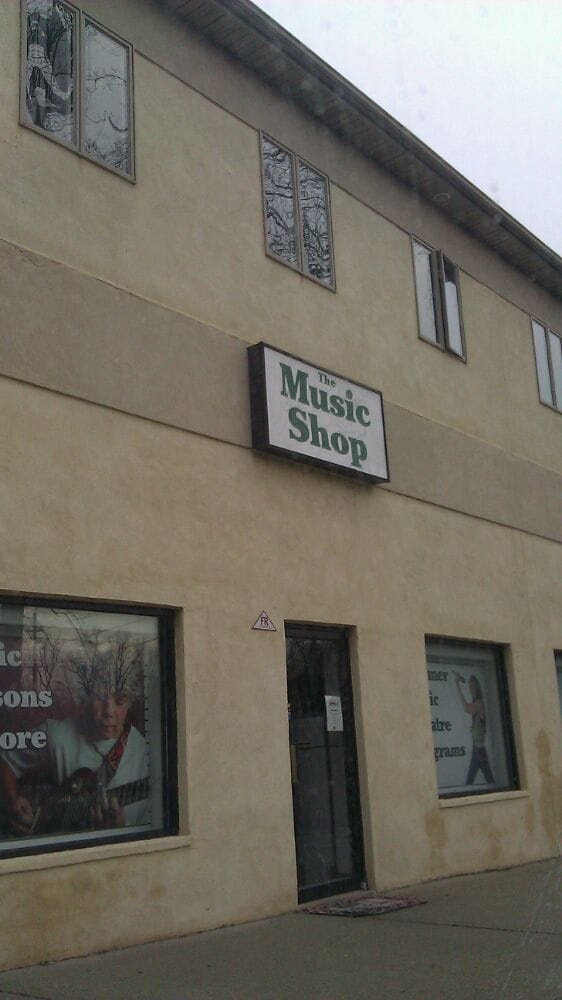 The
Music
Shop
FR
ic
sons
ore
mer
ic
atre
grams